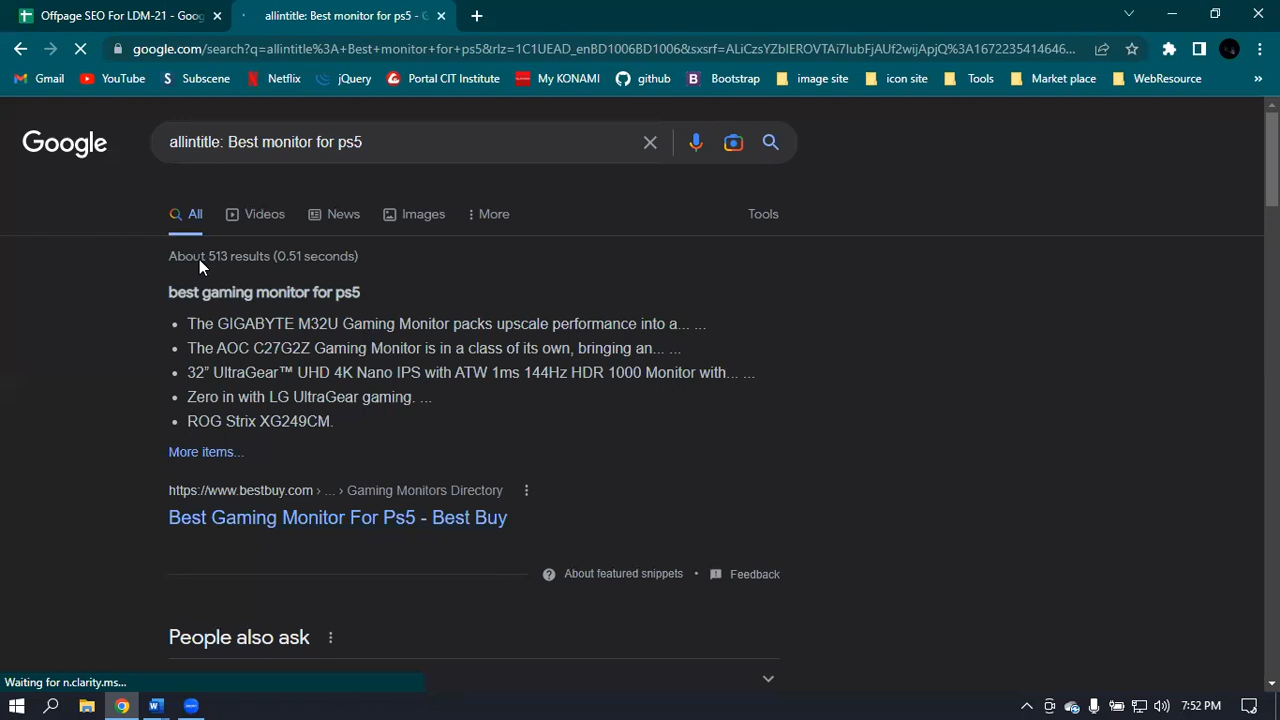 Offpage SEO For LDM-21 - Goog
allintitle: Best monitor for ps5 - G
google.com/search?q=allintitle%3A+Best+monitor+for+ps5&rlz=1C1UEAD_enBD1006BD1006&sxsrf=ALiCzsYZbIEROVTAi7lubFjAUf2wijApjQ%3A1672235414646...
Gmail YouTube Subscene Netflix jQuery Portal CIT Institute My KONAMI github Bootstrap image site icon site Tools Market place WebResource »
Google
allintitle: Best monitor for ps5
All Videos News Images More Tools
About 513 results (0.51 seconds)
best gaming monitor for ps5
• The GIGABYTE M32U Gaming Monitor packs upscale performance into a... ...
• The AOC C27G2Z Gaming Monitor is in a class of its own, bringing an... ...
• 32” UltraGear™ UHD 4K Nano IPS with ATW 1ms 144Hz HDR 1000 Monitor with... ...
• Zero in with LG UltraGear gaming. ...
• ROG Strix XG249CM.
More items...
https://www.bestbuy.com › ... › Gaming Monitors Directory
Best Gaming Monitor For Ps5 - Best Buy
About featured snippets • Feedback
People also ask
Waiting for n.clarity.ms...
7:52 PM